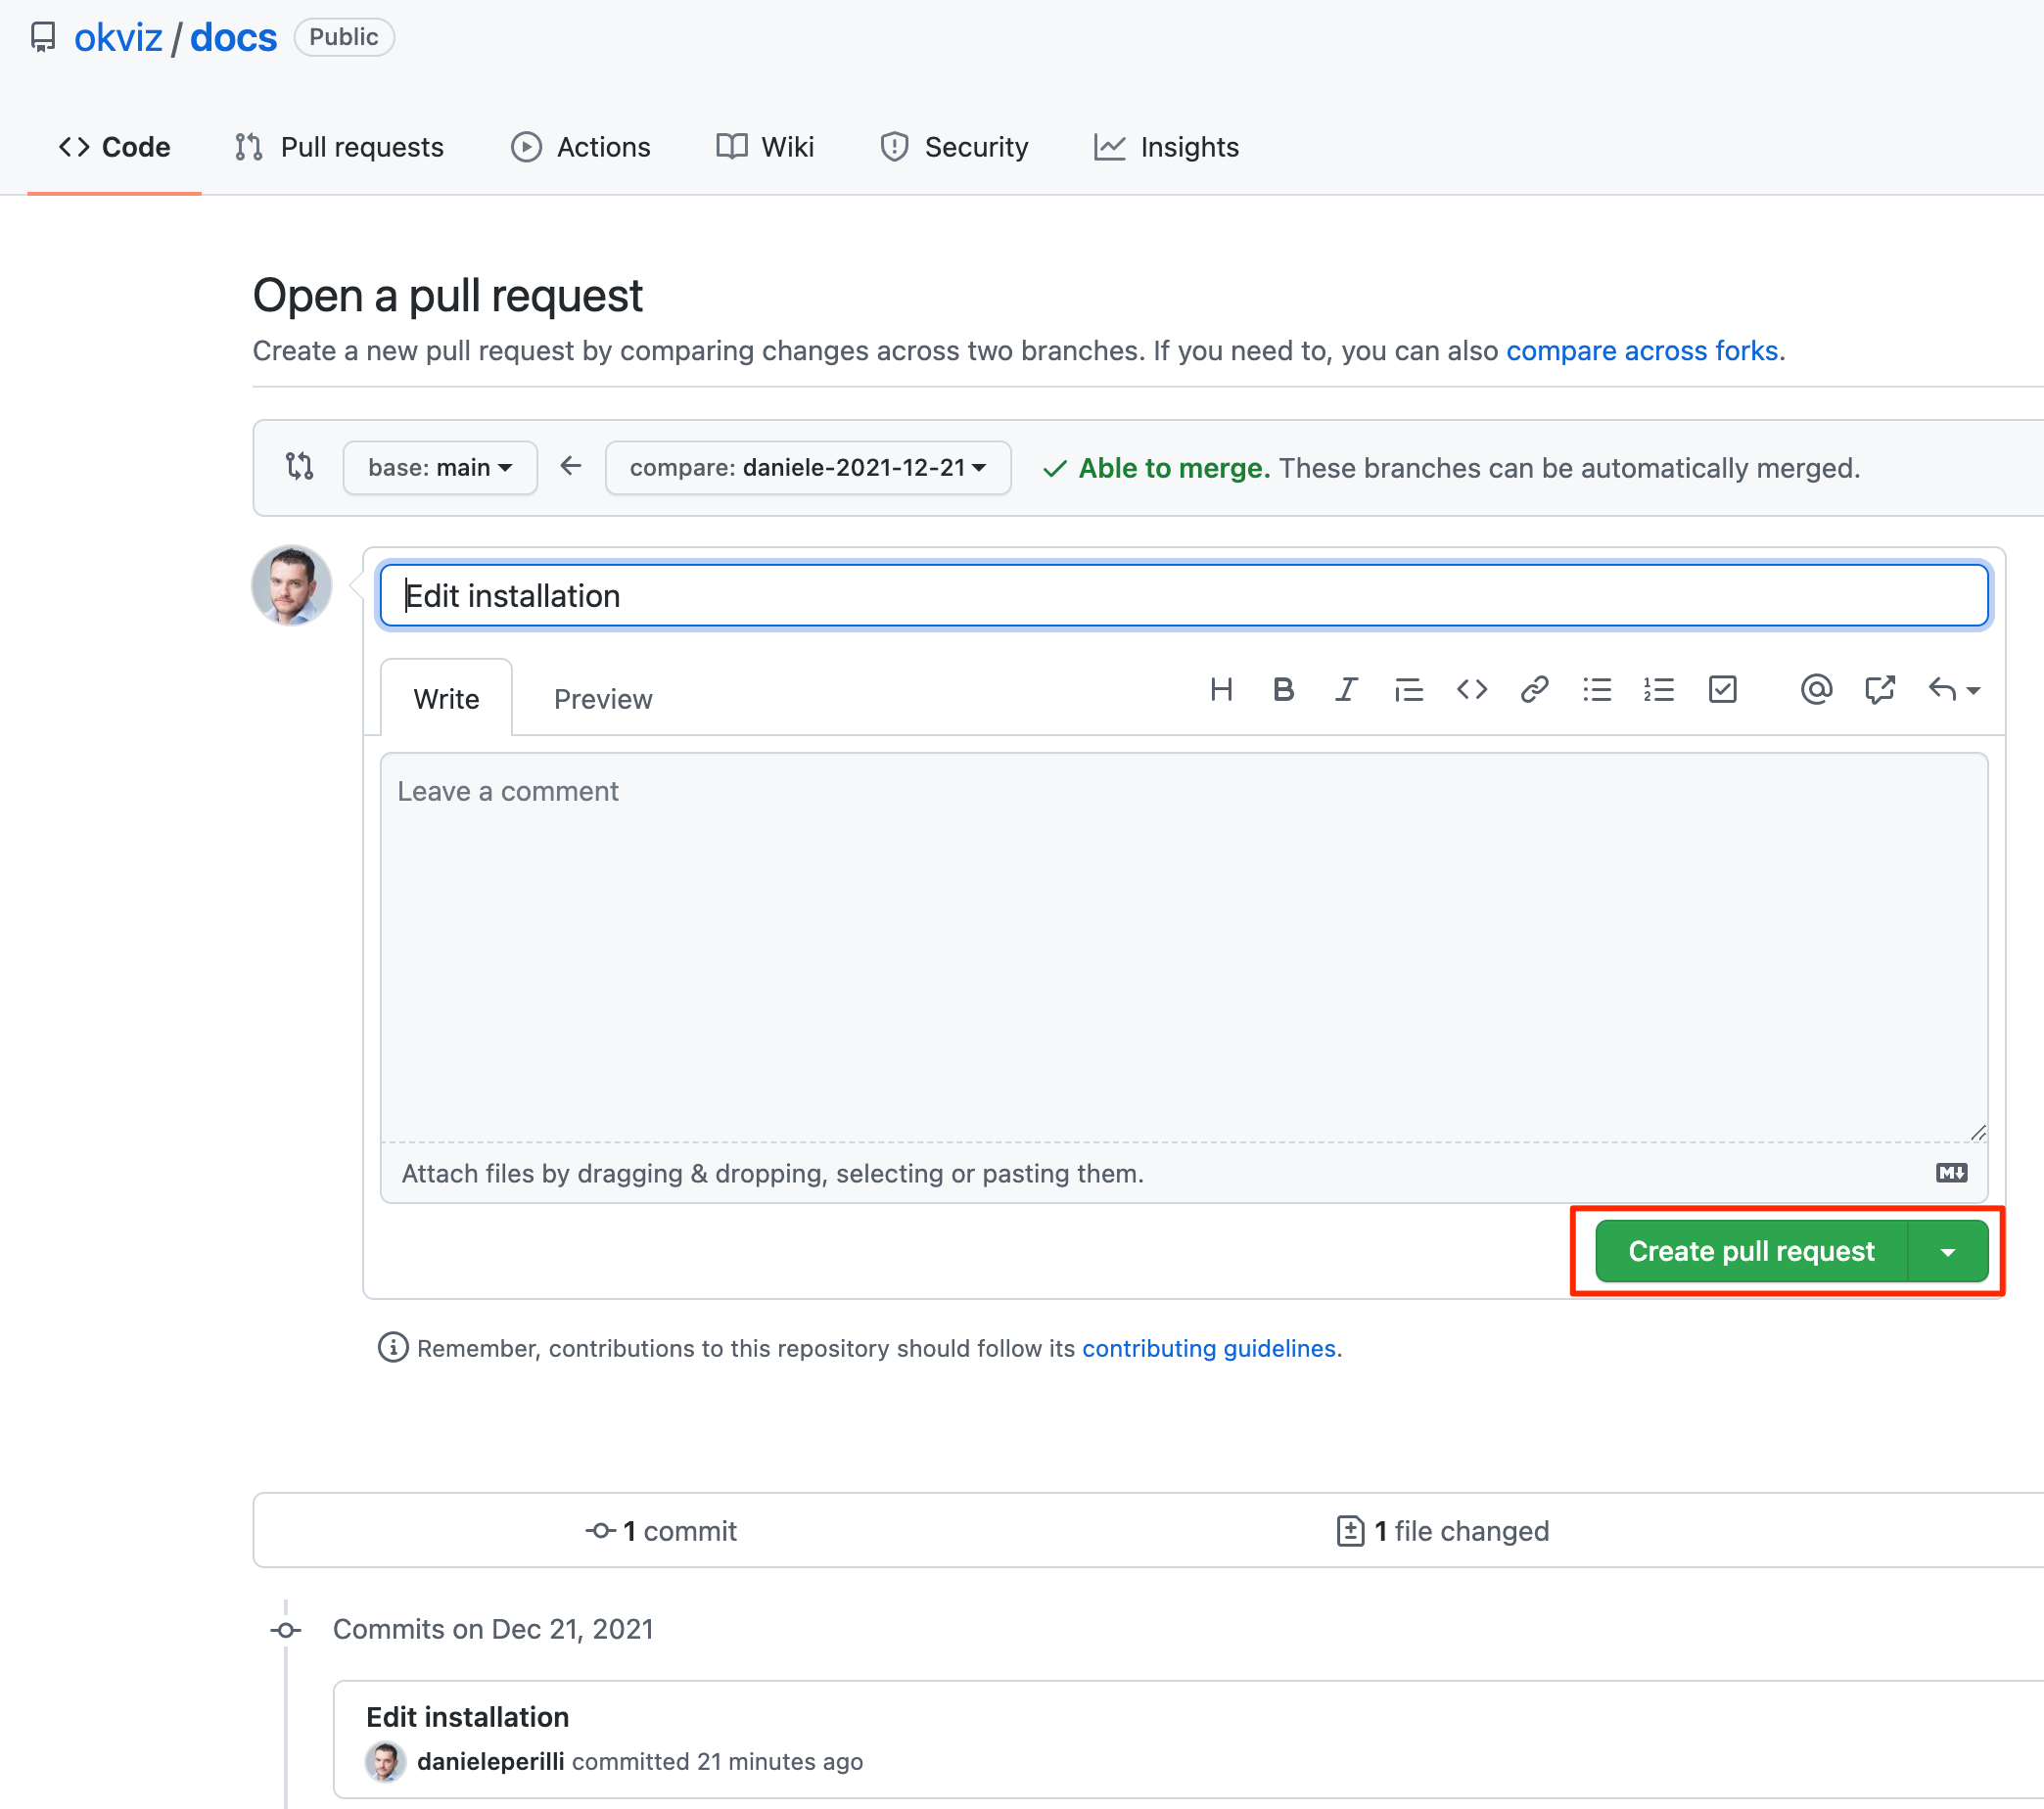 okviz / docs Public
Code Pull requests Actions Wiki Security Insights
Open a pull request
Create a new pull request by comparing changes across two branches. If you need to, you can also compare across forks.
base: main compare: daniele-2021-12-21 Able to merge. These branches can be automatically merged.
Edit installation
Write Preview
Leave a comment
Attach files by dragging & dropping, selecting or pasting them.
Create pull request
Remember, contributions to this repository should follow its contributing guidelines.
1 commit 1 file changed
Commits on Dec 21, 2021
Edit installation
danieleperilli committed 21 minutes ago